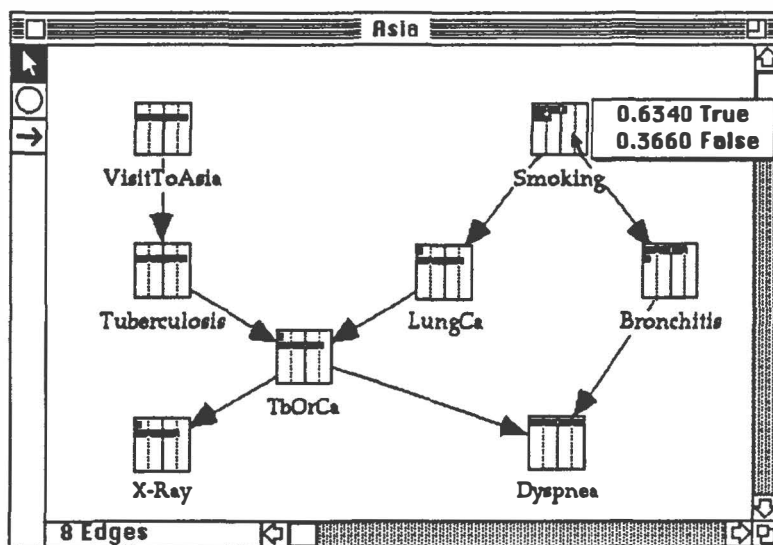 Asia
0.6340 True
0.3660 False
VisitToAsia
Smoking
Tuberculosis
LungCa
Bronchitis
TbOrCa
X-Ray
Dyspnea
8 Edges